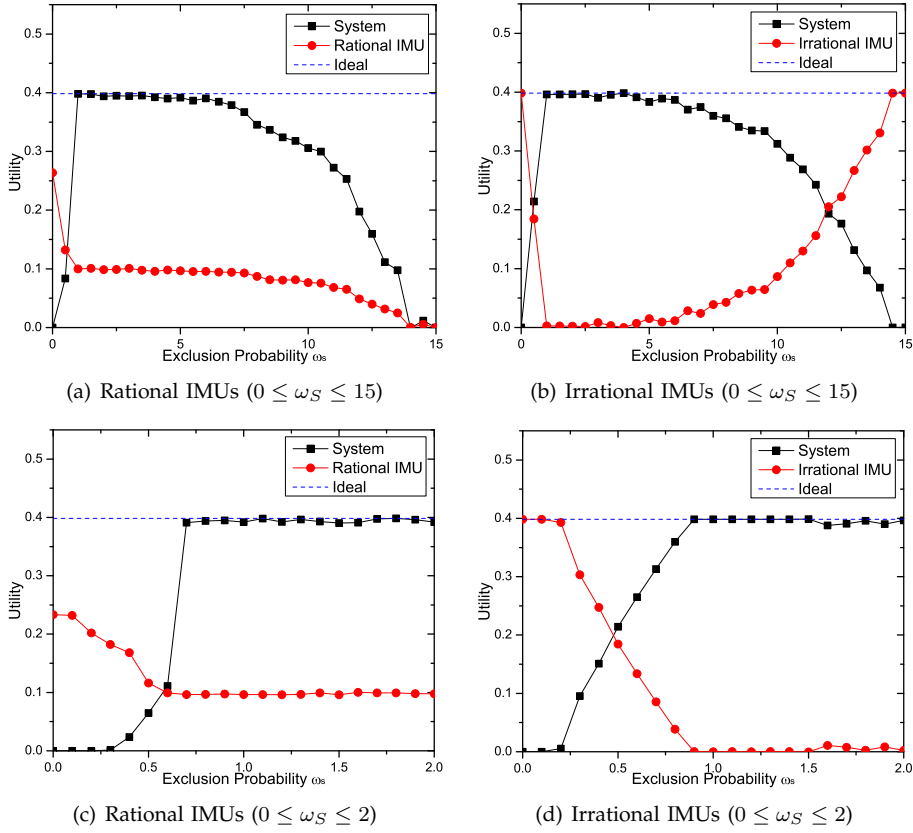 0.5
0.4
0.3
0.2
0.1
0.0
Utility
System
Rational IMU
Ideal
0 5 10 15
Exclusion Probability ωs
(a) Rational IMUs (0 ≤ ω_S ≤ 15)
0.5
0.4
0.3
0.2
0.1
0.0
Utility
System
Irrational IMU
Ideal
0 5 10 15
Exclusion Probability ωs
(b) Irrational IMUs (0 ≤ ω_S ≤ 15)
0.5
0.4
0.3
0.2
0.1
0.0
Utility
System
Rational IMU
Ideal
0.0 0.5 1.0 1.5 2.0
Exclusion Probability ωs
(c) Rational IMUs (0 ≤ ω_S ≤ 2)
0.5
0.4
0.3
0.2
0.1
0.0
Utility
System
Irrational IMU
Ideal
0.0 0.5 1.0 1.5 2.0
Exclusion Probability ωs
(d) Irrational IMUs (0 ≤ ω_S ≤ 2)